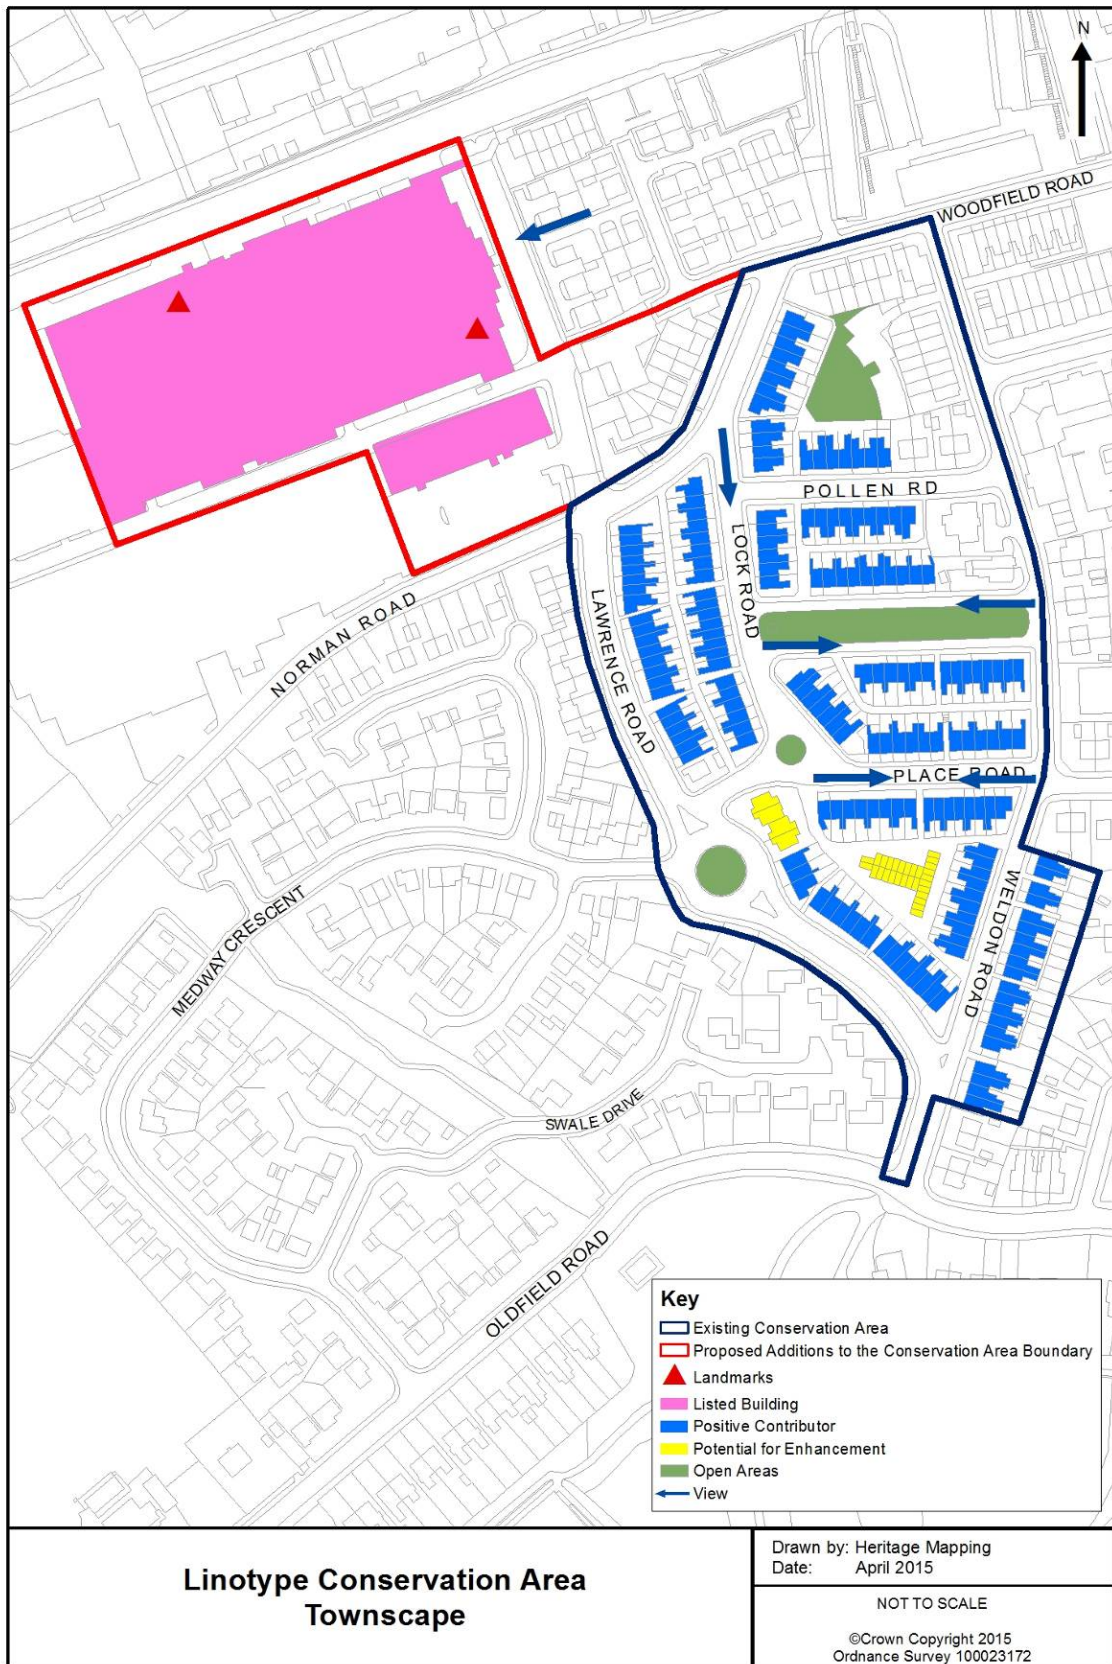 N
WOODFIELD ROAD
POLLEN RD
LOCK ROAD
LAWRENCE ROAD
NORMAN ROAD
PLACE ROAD
WELDON ROAD
MEDWAY CRESCENT
SWALE DRIVE
OLDFIELD ROAD
Key
Existing Conservation Area
Proposed Additions to the Conservation Area Boundary
Landmarks
Listed Building
Positive Contributor
Potential for Enhancement
Open Areas
View
Linotype Conservation Area
Townscape
Drawn by: Heritage Mapping
Date: April 2015
NOT TO SCALE
©Crown Copyright 2015
Ordnance Survey 100023172